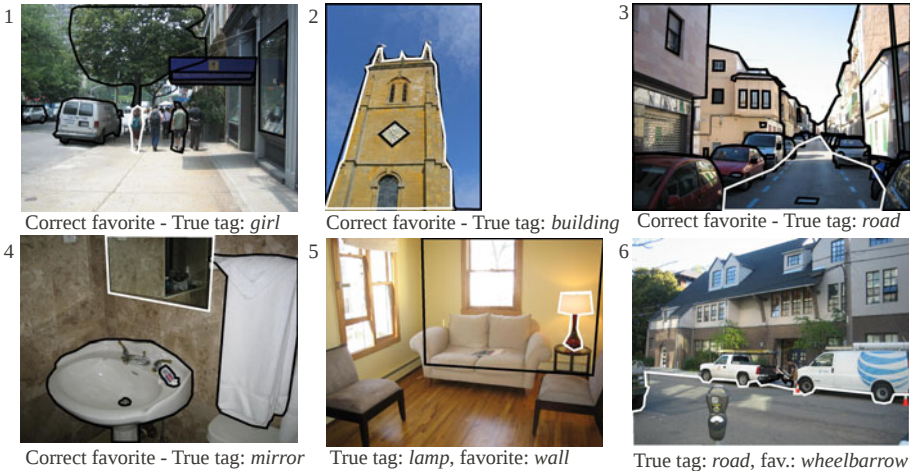 1
2
3
Correct favorite - True tag: girl
Correct favorite - True tag: building
Correct favorite - True tag: road
4
5
6
Correct favorite - True tag: mirror
True tag: lamp, favorite: wall
True tag: road, fav.: wheelbarrow